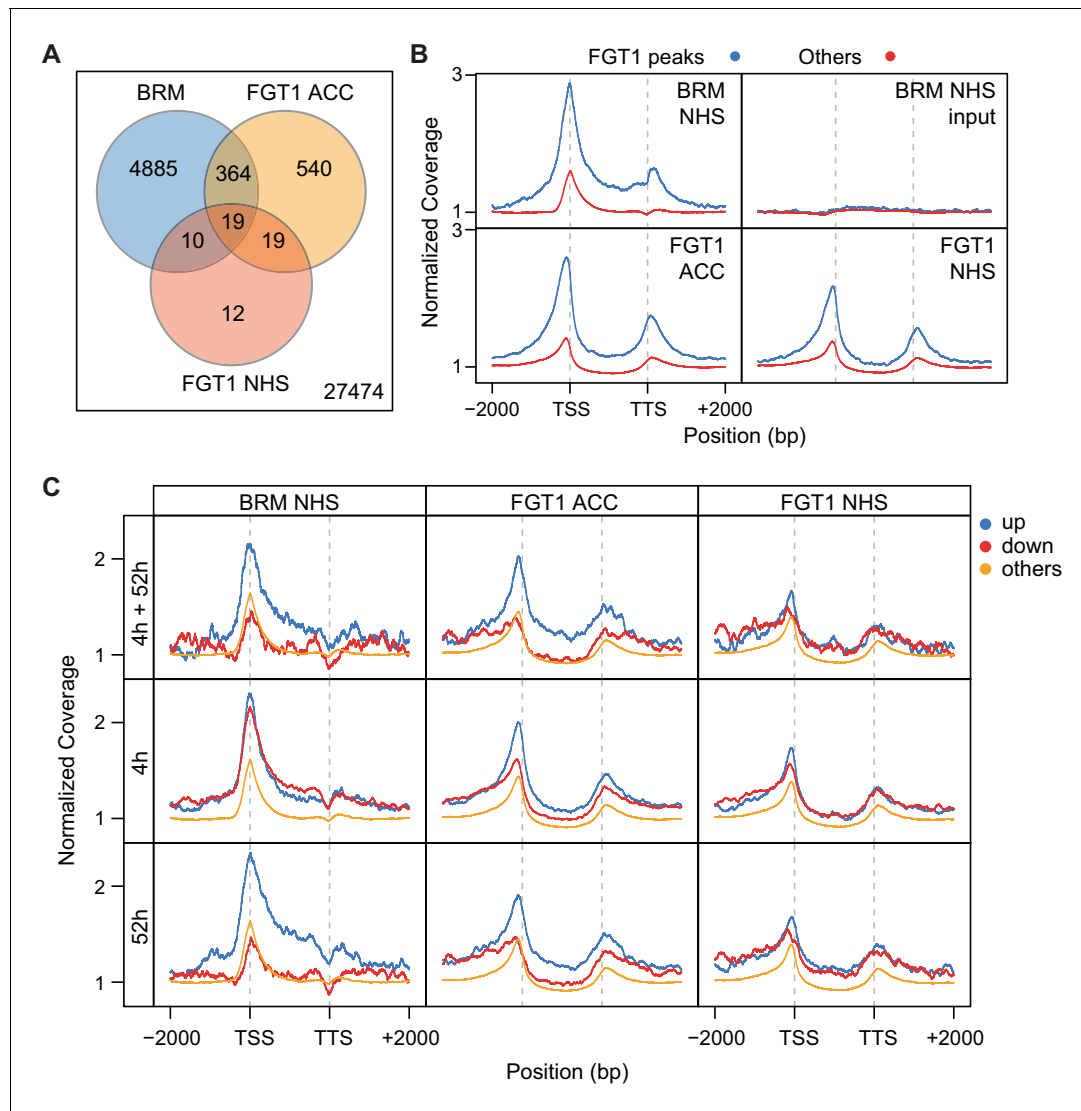 A
BRM
FGT1 ACC
4885
364
540
19
10
19
12
FGT1 NHS
27474
B
FGT1 peaks
Others
3
BRM
NHS
BRM NHS
input
1
3
FGT1
ACC
FGT1
NHS
1
Normalized Coverage
−2000
TSS
TTS
+2000
Position (bp)
C
BRM NHS
FGT1 ACC
FGT1 NHS
up
down
others
4h + 52h
2
1
4h
2
1
52h
2
1
Normalized Coverage
−2000
TSS
TTS
+2000
−2000
TSS
TTS
+2000
Position (bp)